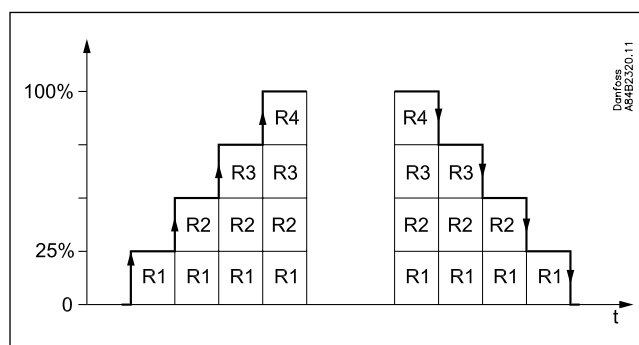 Danfoss
A84B2320.11
100% R4 R4
R3 R3 R3 R3
R2 R2 R2 R2 R2 R2
25% R1 R1 R1 R1 R1 R1 R1 R1
0
t